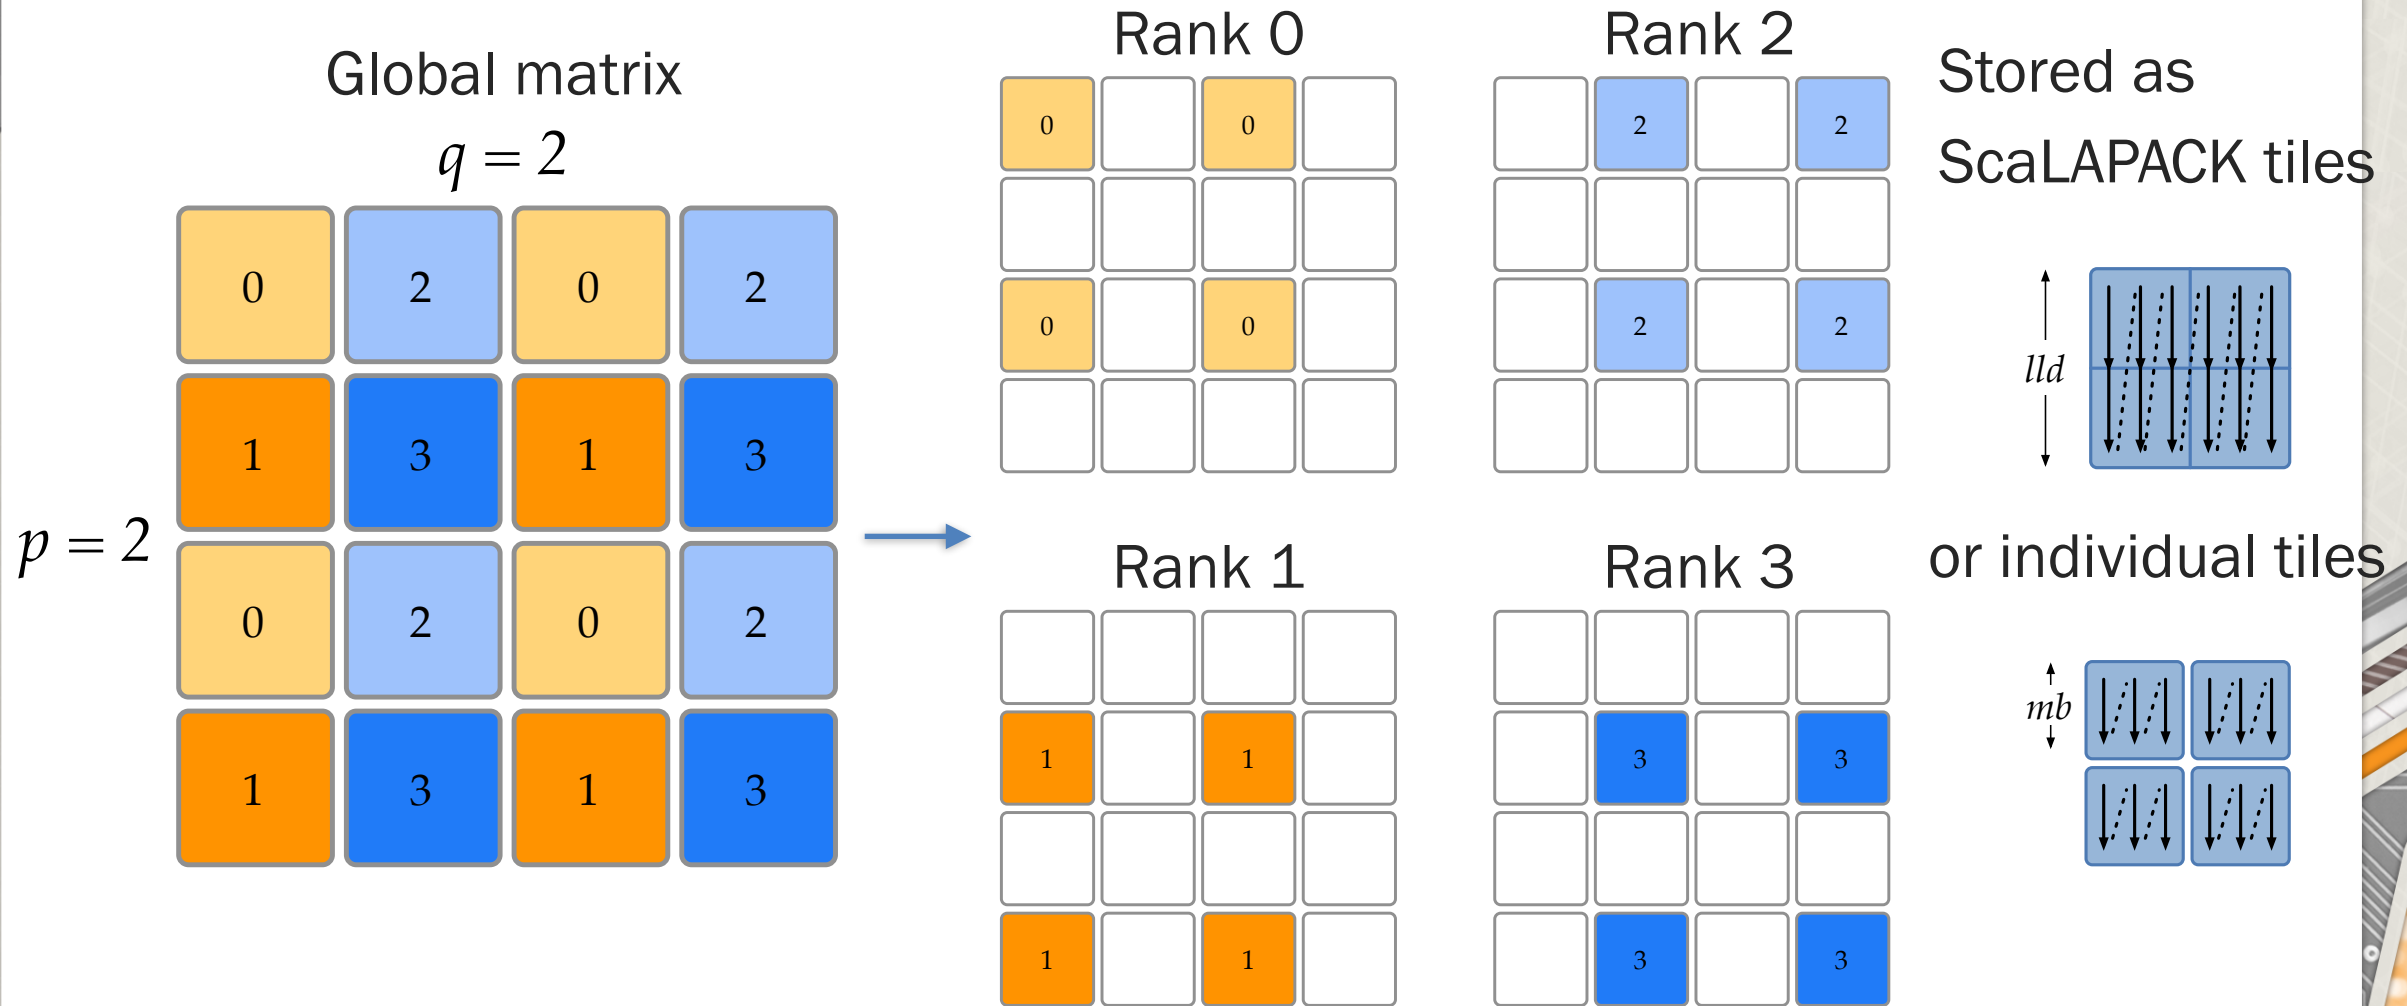 Global matrix
q = 2
p = 2
0 2 0 2
1 3 1 3
0 2 0 2
1 3 1 3
Rank 0
0 0
0 0
Rank 2
2 2
2 2
Rank 1
1 1
1 1
Rank 3
3 3
3 3
Stored as
ScaLAPACK tiles
lld
or individual tiles
mb